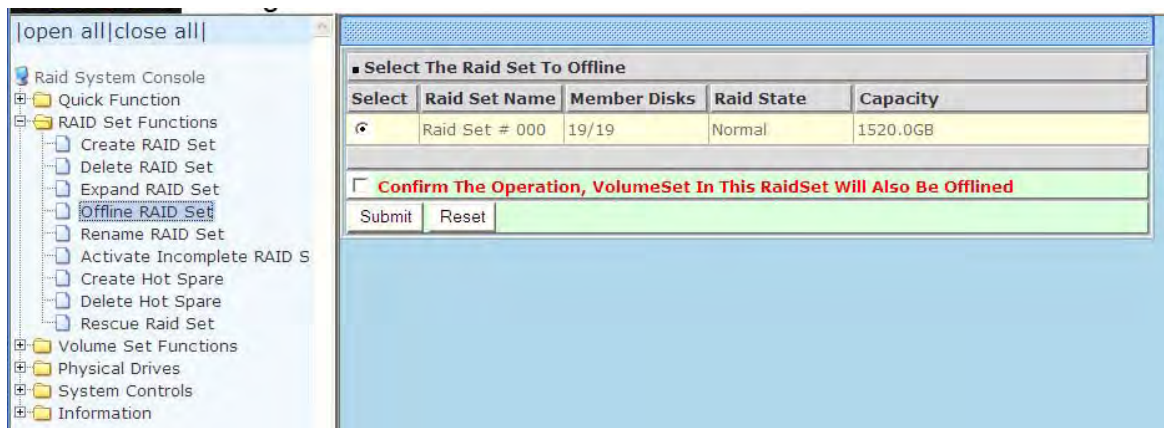 |open all|close all|
Raid System Console
Quick Function
RAID Set Functions
Create RAID Set
Delete RAID Set
Expand RAID Set
Offline RAID Set
Rename RAID Set
Activate Incomplete RAID S
Create Hot Spare
Delete Hot Spare
Rescue Raid Set
Volume Set Functions
Physical Drives
System Controls
Information
Select The Raid Set To Offline
Select Raid Set Name Member Disks Raid State Capacity
Raid Set # 000 19/19 Normal 1520.0GB
Confirm The Operation, VolumeSet In This RaidSet Will Also Be Offlined
Submit Reset